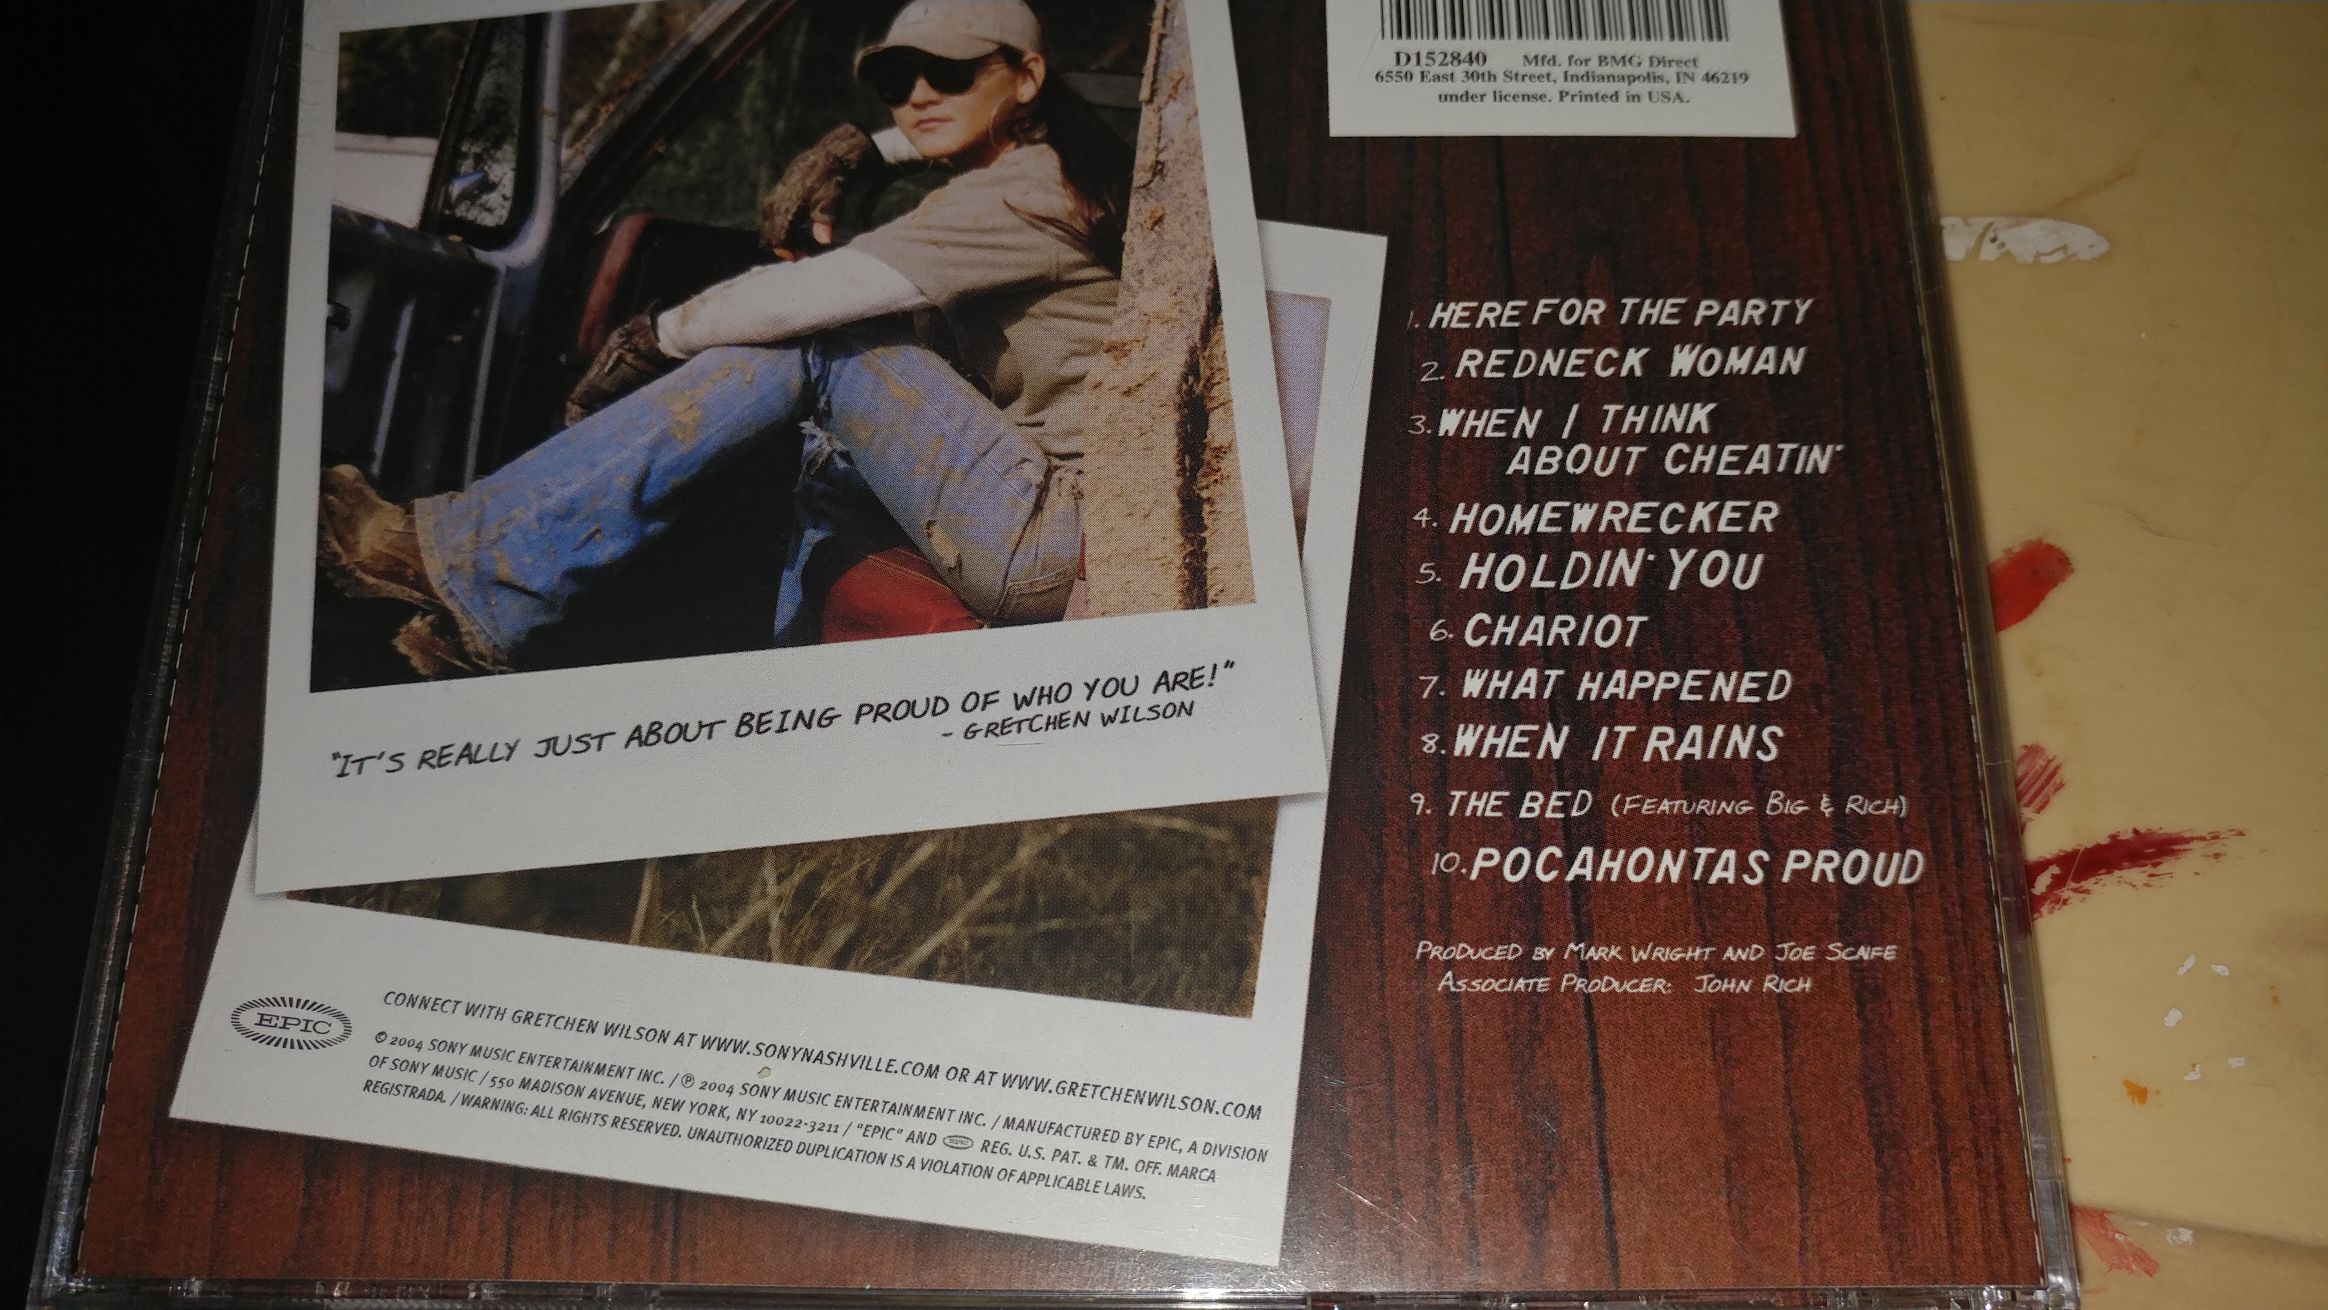 D152840 Mfd. for BMG Direct
6550 East 30th Street, Indianapolis, IN 46219
under license. Printed in USA.
1. HERE FOR THE PARTY
2. REDNECK WOMAN
3. WHEN I THINK
ABOUT CHEATIN'
4. HOMEWRECKER
5. HOLDIN' YOU
6. CHARIOT
7. WHAT HAPPENED
8. WHEN IT RAINS
9. THE BED (FEATURING BIG & RICH)
10. POCAHONTAS PROUD
PRODUCED BY MARK WRIGHT AND JOE SCAIFE
ASSOCIATE PRODUCER: JOHN RICH
"IT'S REALLY JUST ABOUT BEING PROUD OF WHO YOU ARE!"
- GRETCHEN WILSON
EPIC
CONNECT WITH GRETCHEN WILSON AT WWW.SONYNASHVILLE.COM OR AT WWW.GRETCHENWILSON.COM
© 2004 SONY MUSIC ENTERTAINMENT INC. / ℗ 2004 SONY MUSIC ENTERTAINMENT INC. / MANUFACTURED BY EPIC, A DIVISION
OF SONY MUSIC / 550 MADISON AVENUE, NEW YORK, NY 10022-3211 / "EPIC" AND EPIC REG. U.S. PAT. & TM. OFF. MARCA
REGISTRADA. / WARNING: ALL RIGHTS RESERVED. UNAUTHORIZED DUPLICATION IS A VIOLATION OF APPLICABLE LAWS.